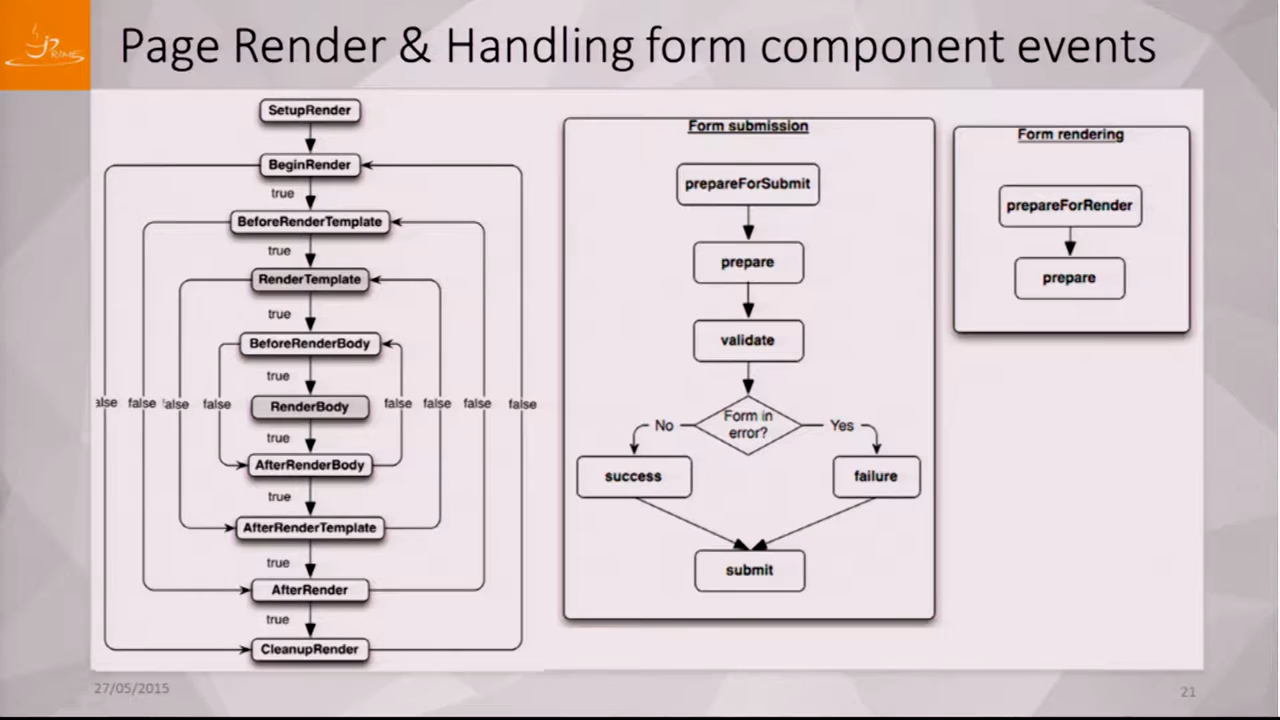 Page Render & Handling form component events
SetupRender
BeginRender
true
BeforeRenderTemplate
true
RenderTemplate
true
BeforeRenderBody
true
alse false alse false
RenderBody
false false false false
true
AfterRenderBody
true
AfterRenderTemplate
true
AfterRender
true
CleanupRender
Form submission
prepareForSubmit
prepare
validate
Form in
error?
No
Yes
success
failure
submit
Form rendering
prepareForRender
prepare
27/05/2015
21